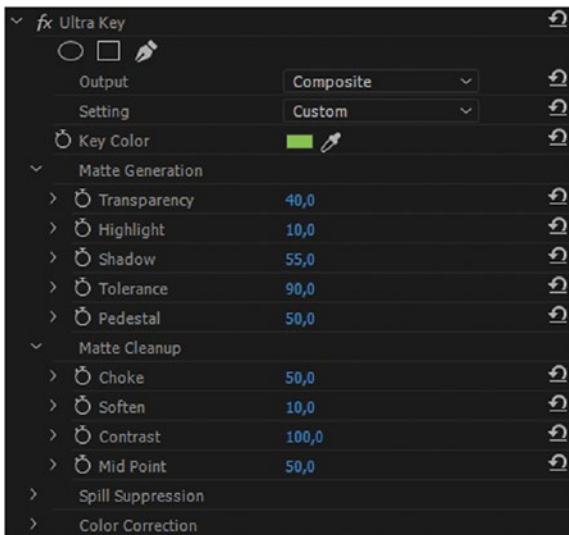 fx Ultra Key
Output Composite
Setting Custom
Key Color
Matte Generation
Transparency 40,0
Highlight 10,0
Shadow 55,0
Tolerance 90,0
Pedestal 50,0
Matte Cleanup
Choke 50,0
Soften 10,0
Contrast 100,0
Mid Point 50,0
Spill Suppression
Color Correction